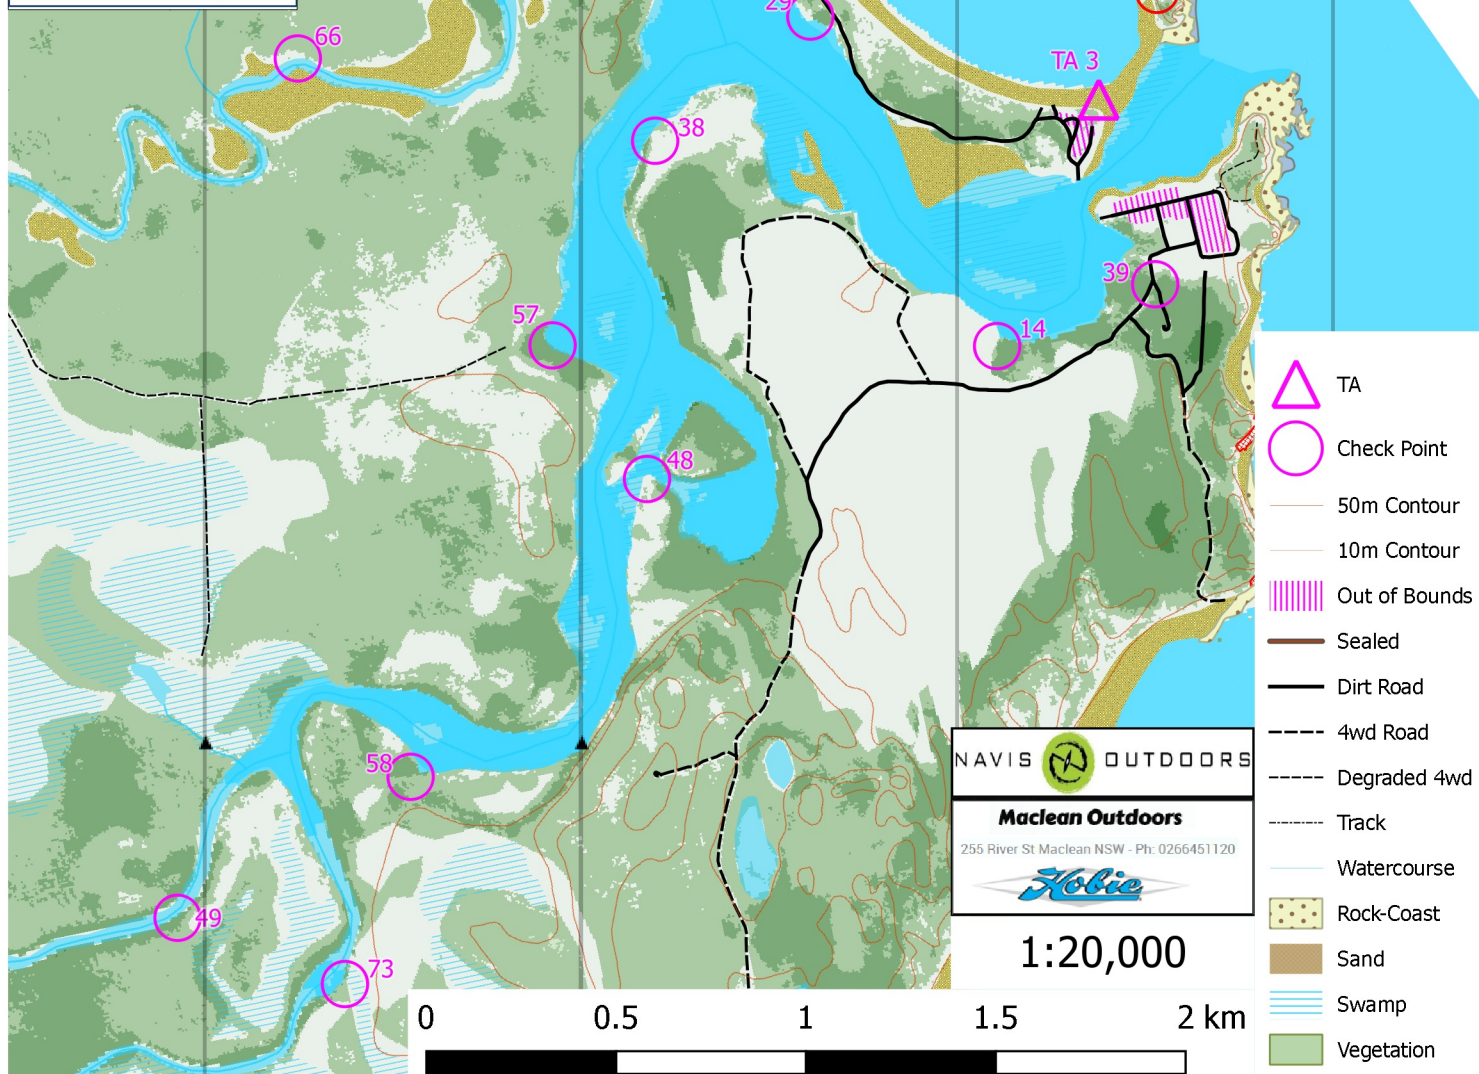 29
66
TA 3
38
39
57
14
48
58
49
73
NAVIS OUTDOORS
Maclean Outdoors
255 River St Maclean NSW - Ph: 0266451120
Hobie
1:20,000
0 0.5 1 1.5 2 km
TA
Check Point
50m Contour
10m Contour
Out of Bounds
Sealed
Dirt Road
4wd Road
Degraded 4wd
Track
Watercourse
Rock-Coast
Sand
Swamp
Vegetation